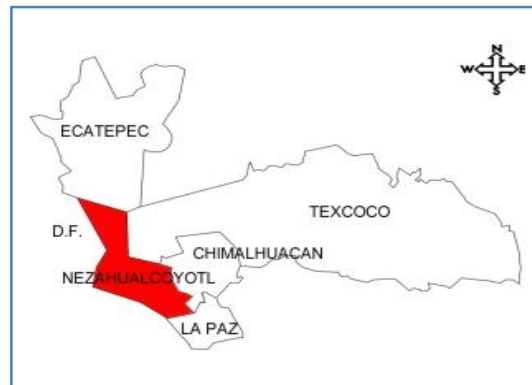 N
W E
S
ECATEPEC
TEXCOCO
D.F.
CHIMALHUACAN
NEZAHUALCOYOTL
LA PAZ